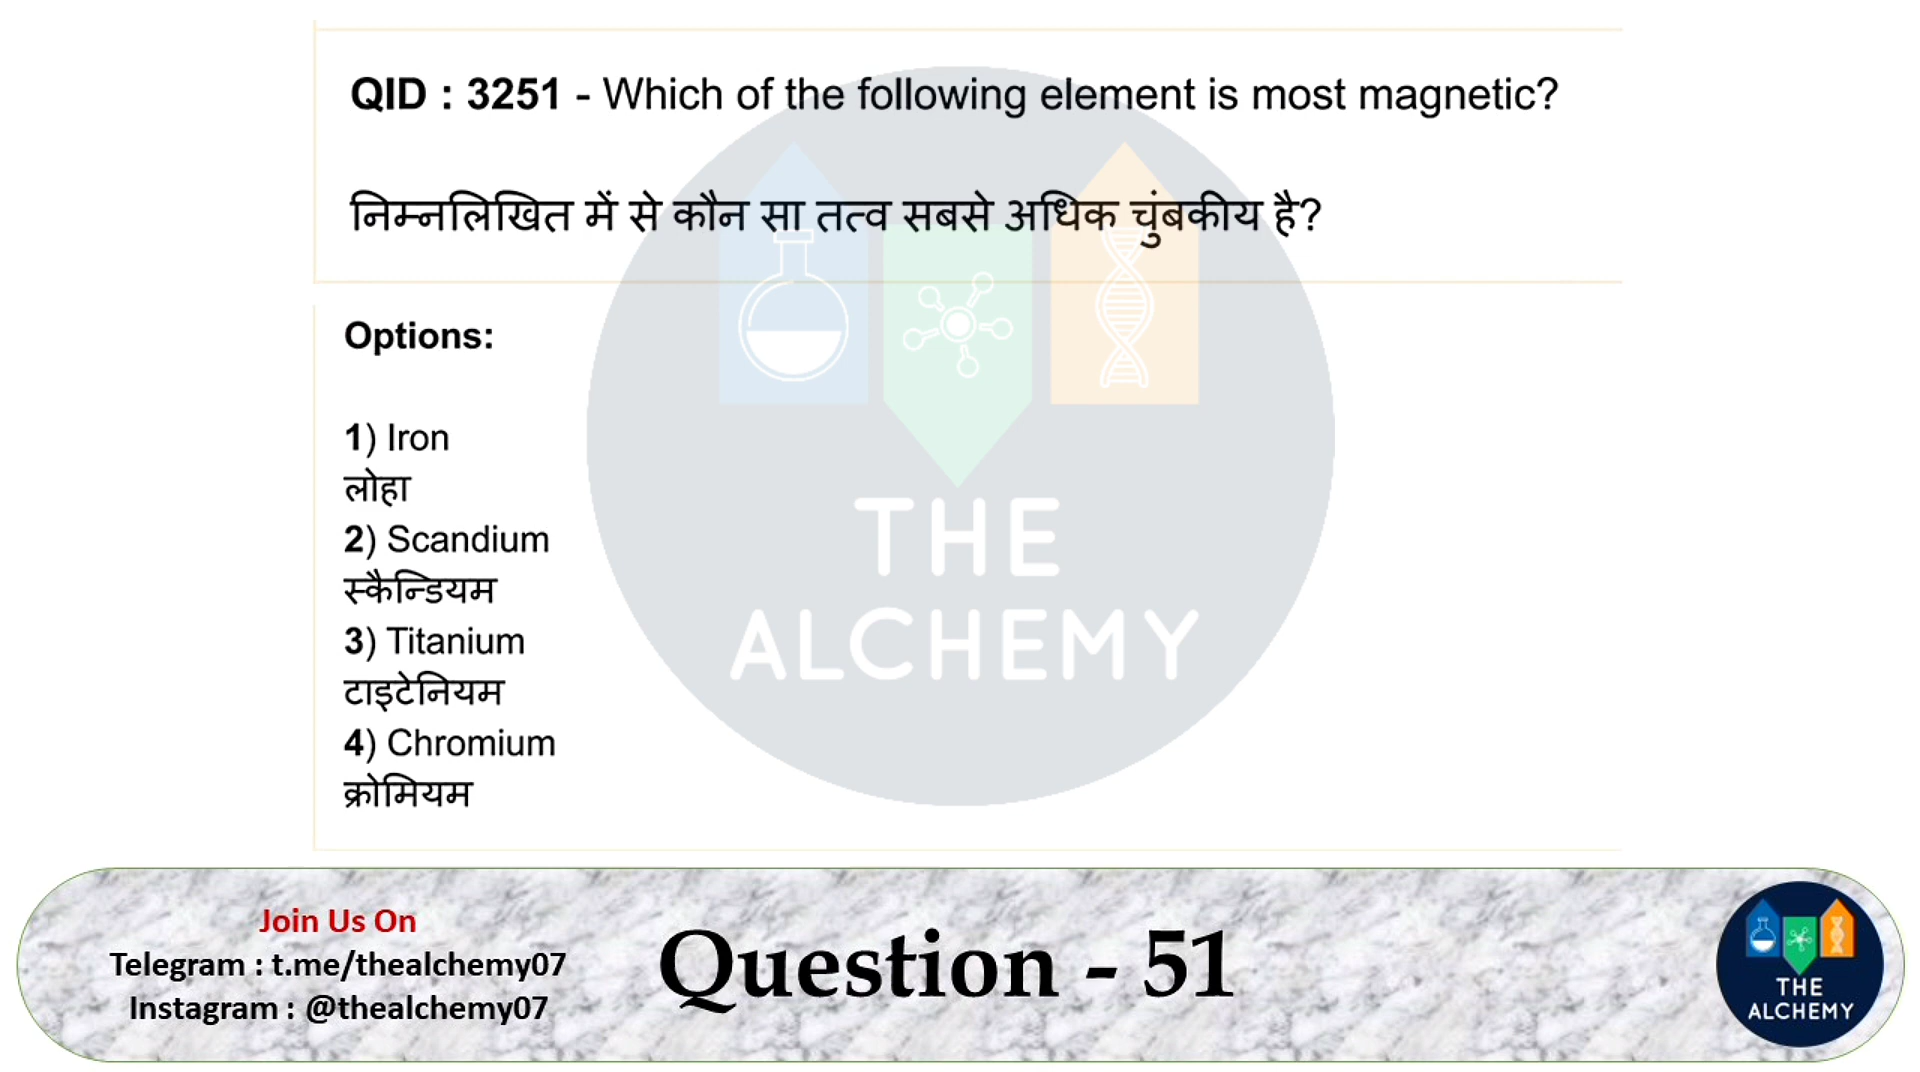 QID : 3251 - Which of the following element is most magnetic?
निम्नलिखित में से कौन सा तत्व सबसे अधिक चुंबकीय है?
Options:
1) Iron
लोहा
2) Scandium
स्कैन्डियम
3) Titanium
टाइटेनियम
4) Chromium
क्रोमियम
THE
ALCHEMY
Join Us On
Telegram : t.me/thealchemy07
Instagram : @thealchemy07
Question - 51
THE
ALCHEMY